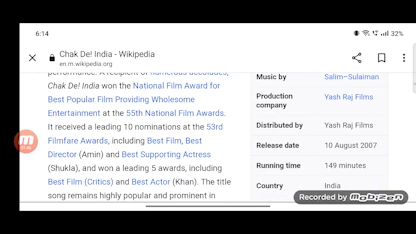 6:14
32%
Chak De! India - Wikipedia
en.m.wikipedia.org
performance. A recipient of numerous accolades,
Chak De! India won the National Film Award for
Best Popular Film Providing Wholesome
Entertainment at the 55th National Film Awards.
It received a leading 10 nominations at the 53rd
Filmfare Awards, including Best Film, Best
Director (Amin) and Best Supporting Actress
(Shukla), and won a leading 5 awards, including
Best Film (Critics) and Best Actor (Khan). The title
song remains highly popular and prominent in
Music by Salim–Sulaiman
Production company Yash Raj Films
Distributed by Yash Raj Films
Release date 10 August 2007
Running time 149 minutes
Country India
Recorded by Mobizen